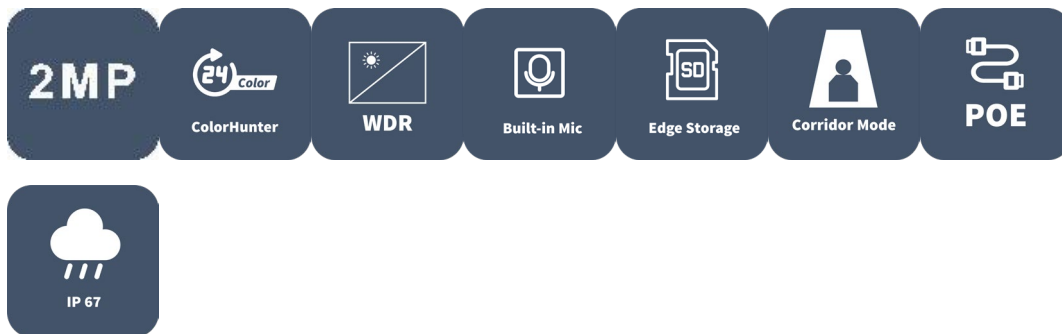 2MP
24 Color
ColorHunter
WDR
Built-in Mic
SD
Edge Storage
Corridor Mode
POE
IP 67